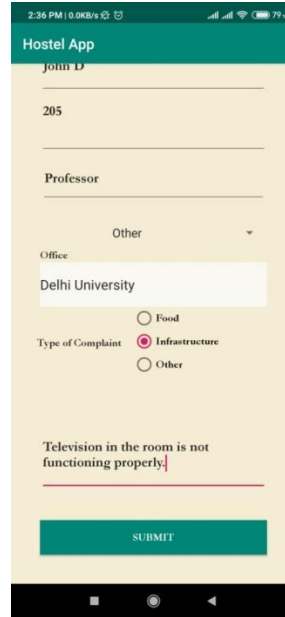 2:36 PM | 0.0KB/s
79
Hostel App
John D
205
Professor
Other
Office
Delhi University
Food
Type of Complaint
Infrastructure
Other
Television in the room is not
functioning properly.
SUBMIT